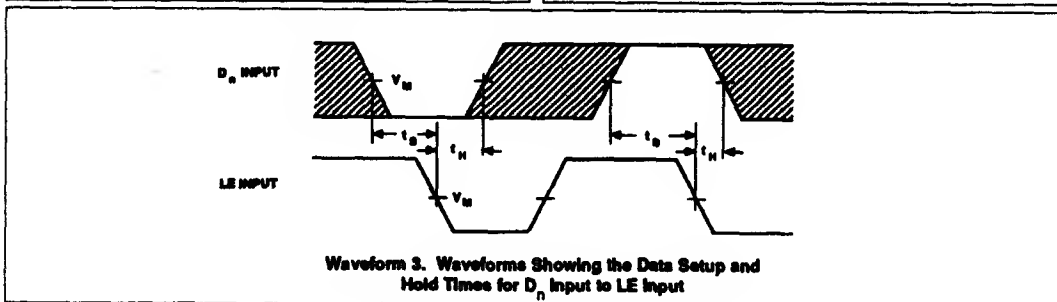 Dn INPUT
VM
tS
tH
tS
tH
LE INPUT
VM
Waveform 3. Waveforms Showing the Data Setup and
Hold Times for Dn Input to LE Input